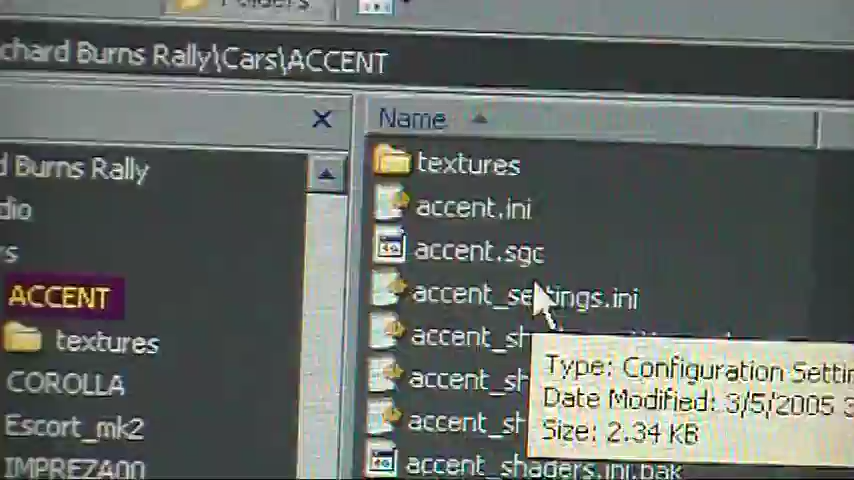 Folders
chard Burns Rally\Cars\ACCENT
Name
d Burns Rally
dio
rs
ACCENT
textures
COROLLA
Escort_mk2
IMPREZA00
textures
accent.ini
accent.sgc
accent_settings.ini
accent_sh
accent_sh
accent_sh
accent_shaders.ini.bak
Type: Configuration Settin
Date Modified: 3/5/2005 3
Size: 2.34 KB